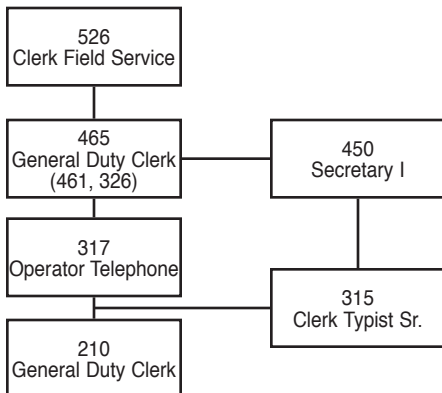 526
Clerk Field Service
465
General Duty Clerk
(461, 326)
450
Secretary I
317
Operator Telephone
315
Clerk Typist Sr.
210
General Duty Clerk